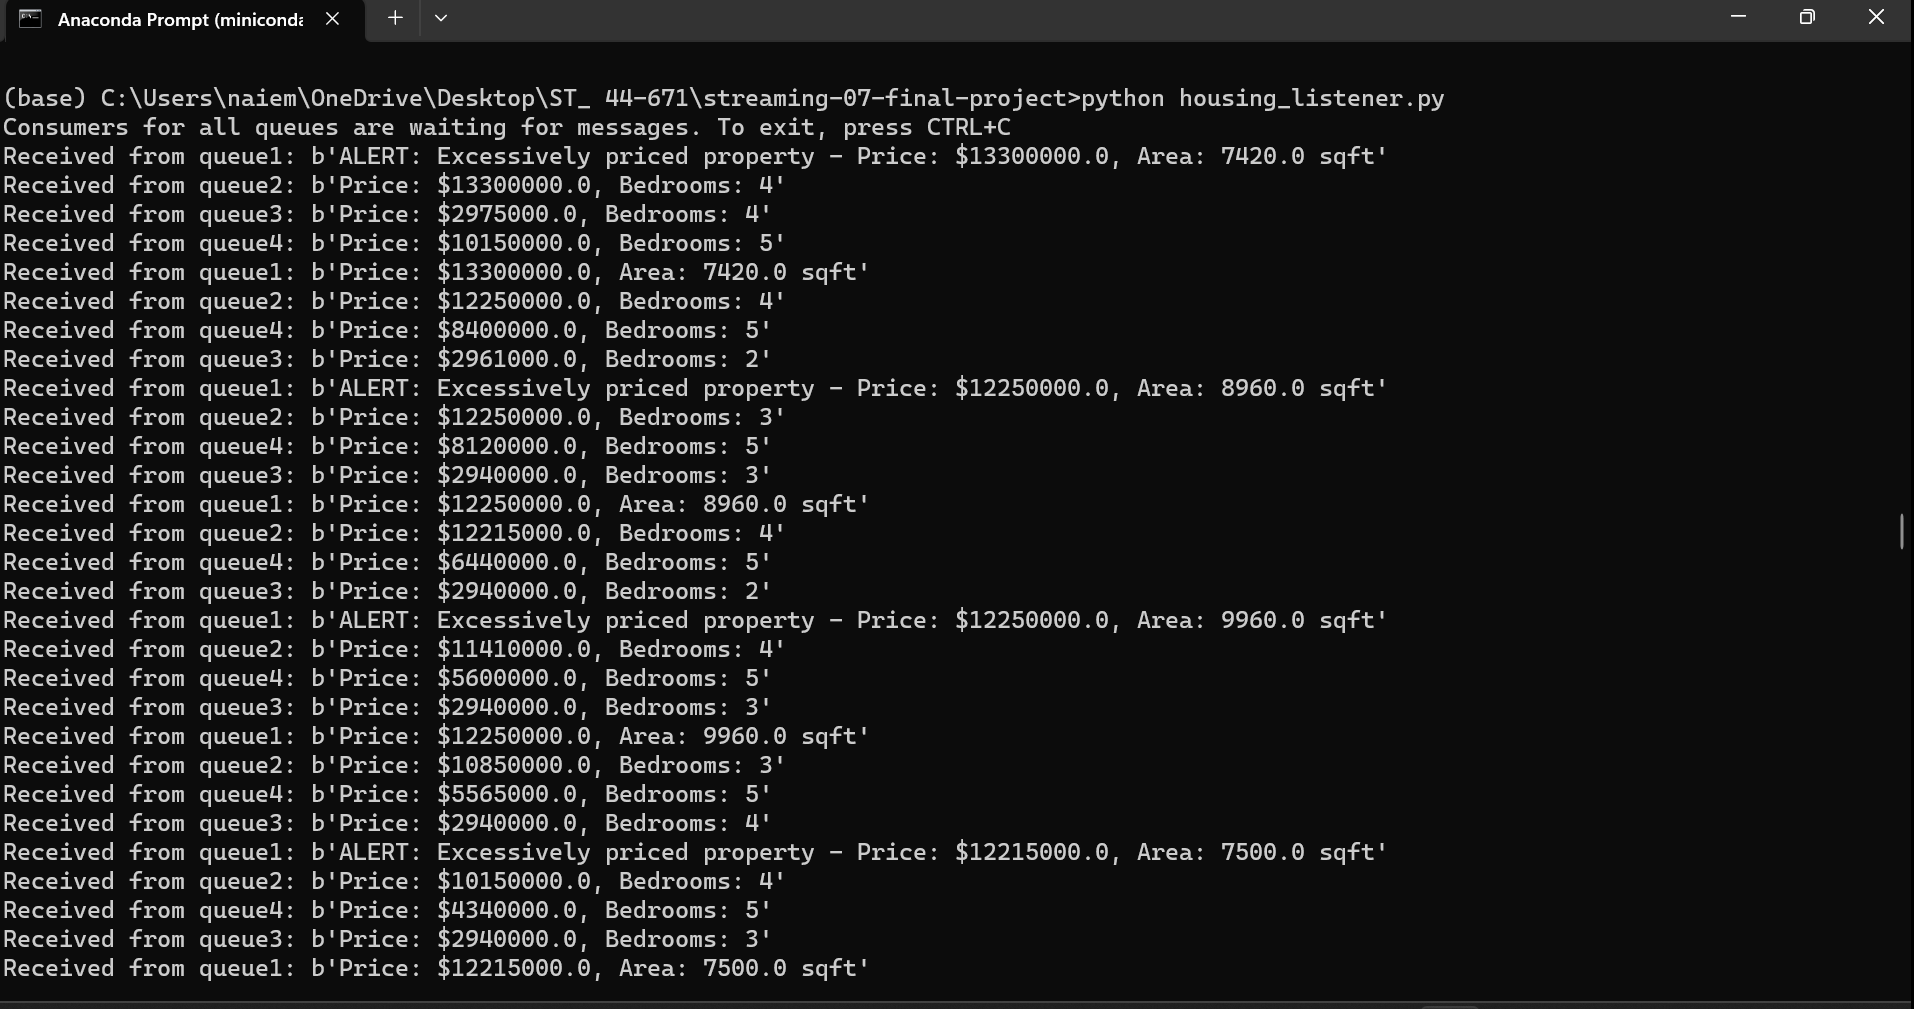 Anaconda Prompt (minicond
(base) C:\Users\naiem\OneDrive\Desktop\ST_ 44-671\streaming-07-final-project>python housing_listener.py
Consumers for all queues are waiting for messages. To exit, press CTRL+C
Received from queue1: b'ALERT: Excessively priced property - Price: $13300000.0, Area: 7420.0 sqft'
Received from queue2: b'Price: $13300000.0, Bedrooms: 4'
Received from queue3: b'Price: $2975000.0, Bedrooms: 4'
Received from queue4: b'Price: $10150000.0, Bedrooms: 5'
Received from queue1: b'Price: $13300000.0, Area: 7420.0 sqft'
Received from queue2: b'Price: $12250000.0, Bedrooms: 4'
Received from queue4: b'Price: $8400000.0, Bedrooms: 5'
Received from queue3: b'Price: $2961000.0, Bedrooms: 2'
Received from queue1: b'ALERT: Excessively priced property - Price: $12250000.0, Area: 8960.0 sqft'
Received from queue2: b'Price: $12250000.0, Bedrooms: 3'
Received from queue4: b'Price: $8120000.0, Bedrooms: 5'
Received from queue3: b'Price: $2940000.0, Bedrooms: 3'
Received from queue1: b'Price: $12250000.0, Area: 8960.0 sqft'
Received from queue2: b'Price: $12215000.0, Bedrooms: 4'
Received from queue4: b'Price: $6440000.0, Bedrooms: 5'
Received from queue3: b'Price: $2940000.0, Bedrooms: 2'
Received from queue1: b'ALERT: Excessively priced property - Price: $12250000.0, Area: 9960.0 sqft'
Received from queue2: b'Price: $11410000.0, Bedrooms: 4'
Received from queue4: b'Price: $5600000.0, Bedrooms: 5'
Received from queue3: b'Price: $2940000.0, Bedrooms: 3'
Received from queue1: b'Price: $12250000.0, Area: 9960.0 sqft'
Received from queue2: b'Price: $10850000.0, Bedrooms: 3'
Received from queue4: b'Price: $5565000.0, Bedrooms: 5'
Received from queue3: b'Price: $2940000.0, Bedrooms: 4'
Received from queue1: b'ALERT: Excessively priced property - Price: $12215000.0, Area: 7500.0 sqft'
Received from queue2: b'Price: $10150000.0, Bedrooms: 4'
Received from queue4: b'Price: $4340000.0, Bedrooms: 5'
Received from queue3: b'Price: $2940000.0, Bedrooms: 3'
Received from queue1: b'Price: $12215000.0, Area: 7500.0 sqft'